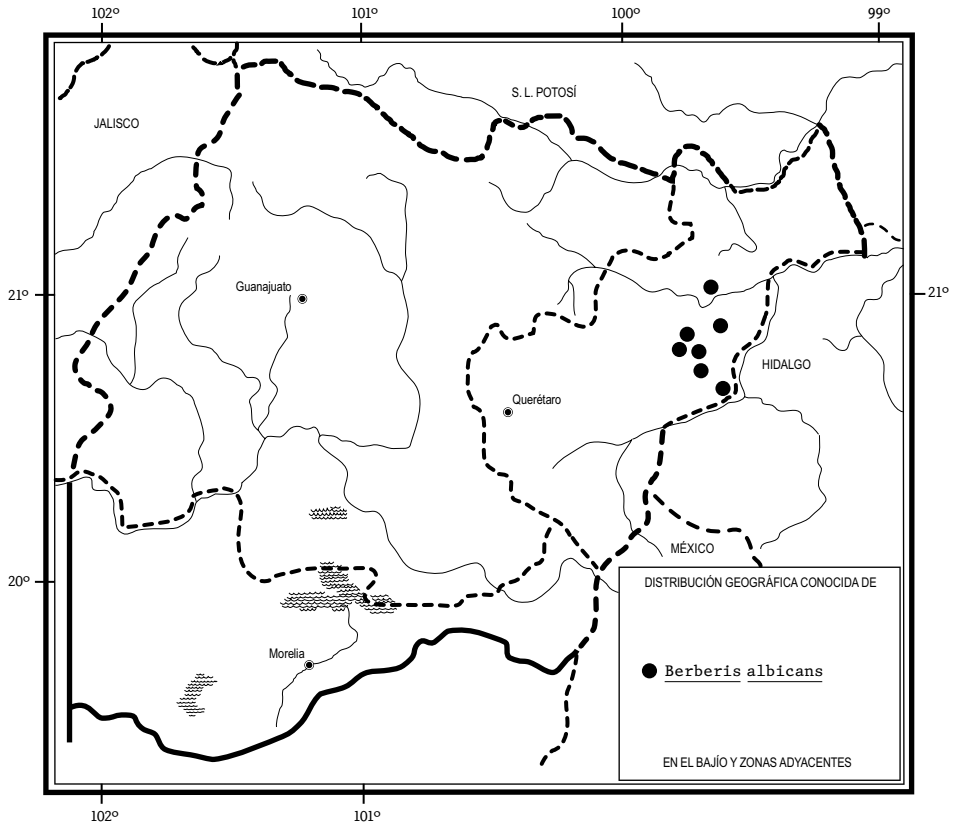 102º 101º 100º 99º
S. L. POTOSÍ
JALISCO
Guanajuato
21º 21º
HIDALGO
Querétaro
MÉXICO
20º
DISTRIBUCIÓN GEOGRÁFICA CONOCIDA DE
Morelia
Berberis albicans
EN EL BAJÍO Y ZONAS ADYACENTES
102º 101º